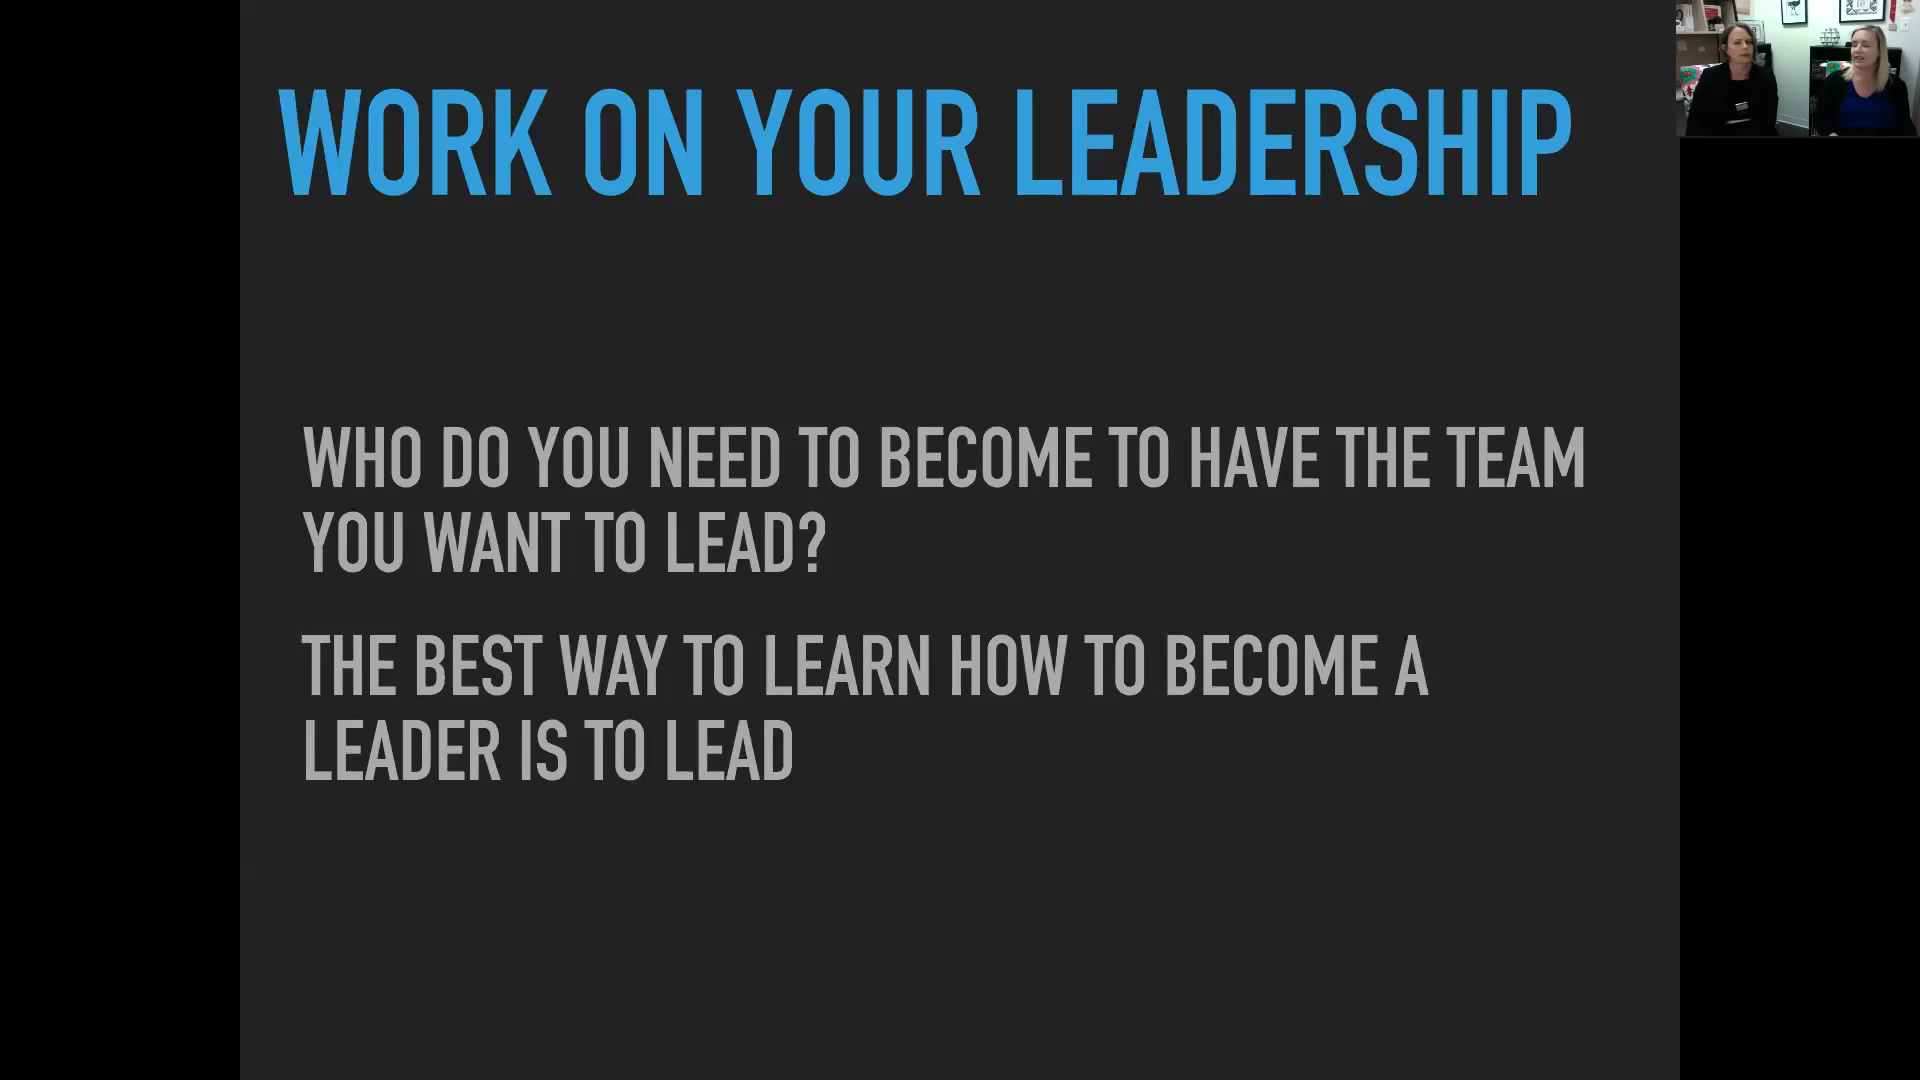 WORK ON YOUR LEADERSHIP
WHO DO YOU NEED TO BECOME TO HAVE THE TEAM
YOU WANT TO LEAD?
THE BEST WAY TO LEARN HOW TO BECOME A
LEADER IS TO LEAD